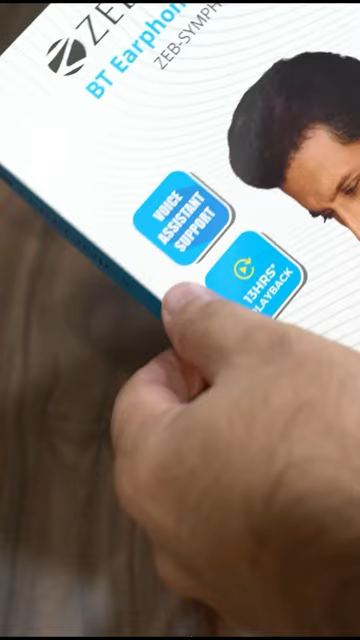 ZEB
BT Earphon
ZEB-SYMPH
VOICE
ASSISTANT
SUPPORT
13HRS*
PLAYBACK